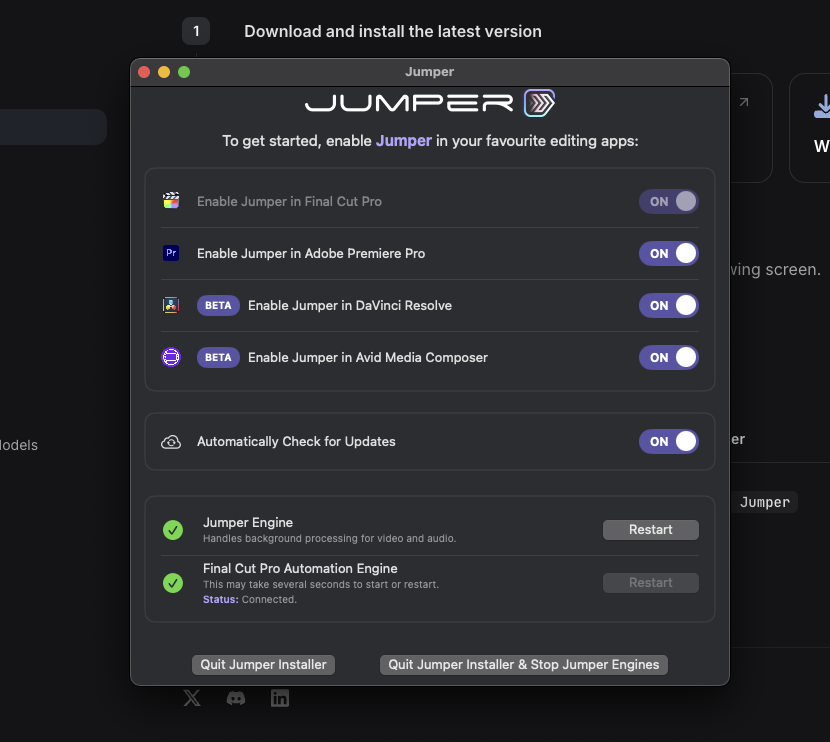 1
Download and install the latest version
Jumper
JUMPER
To get started, enable Jumper in your favourite editing apps:
Enable Jumper in Final Cut Pro
ON
Pr
Enable Jumper in Adobe Premiere Pro
ON
BETA
Enable Jumper in DaVinci Resolve
ON
BETA
Enable Jumper in Avid Media Composer
ON
Automatically Check for Updates
ON
Jumper Engine
Handles background processing for video and audio.
Restart
Final Cut Pro Automation Engine
This may take several seconds to start or restart.
Status: Connected.
Restart
Quit Jumper Installer
Quit Jumper Installer & Stop Jumper Engines
W
wing screen.
er
Jumper
lodels
X
in